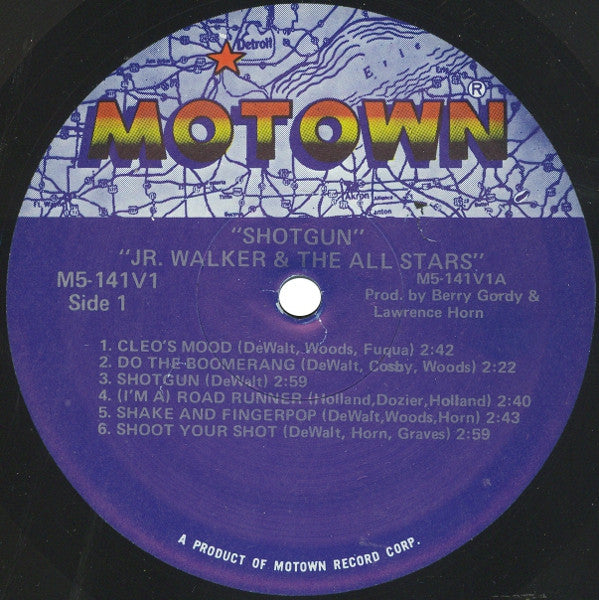 Detroit
Erie
MOTOWN®
Akron
Canton
"SHOTGUN"
"JR. WALKER & THE ALL STARS"
M5-141V1
Side 1
M5-141V1A
Prod. by Berry Gordy &
Lawrence Horn
1. CLEO'S MOOD (DeWalt, Woods, Fuqua) 2:42
2. DO THE BOOMERANG (DeWalt, Cosby, Woods) 2:22
3. SHOTGUN (DeWalt) 2:59
4. (I'M A) ROAD RUNNER (Holland,Dozier,Holland) 2:40
5. SHAKE AND FINGERPOP (DeWalt,Woods,Horn) 2:43
6. SHOOT YOUR SHOT (DeWalt, Horn, Graves) 2:59
A PRODUCT OF MOTOWN RECORD CORP.